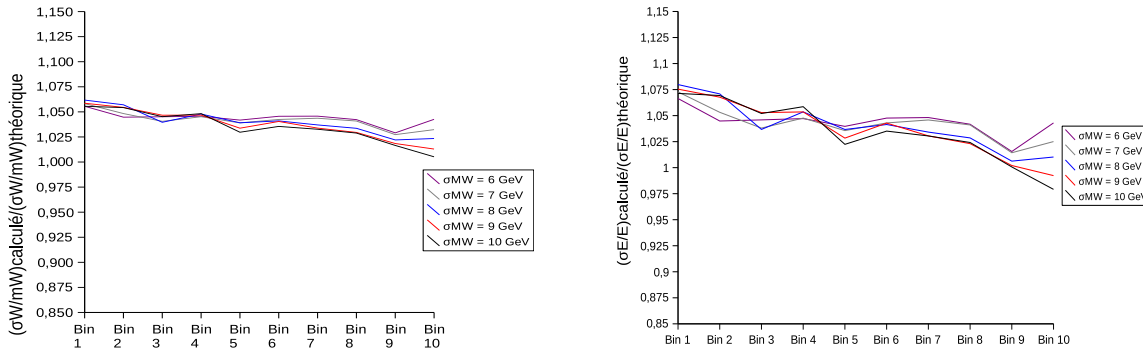 (σW/mW)calculé/(σW/mW)théorique
1,150
1,125
1,100
1,075
1,050
1,025
1,000
0,975
0,950
0,925
0,900
0,875
0,850
Bin 1
Bin 2
Bin 3
Bin 4
Bin 5
Bin 6
Bin 7
Bin 8
Bin 9
Bin 10
σMW = 6 GeV
σMW = 7 GeV
σMW = 8 GeV
σMW = 9 GeV
σMW = 10 GeV
(σE/E)calculé/(σE/E)théorique
1,15
1,125
1,1
1,075
1,05
1,025
1
0,975
0,95
0,925
0,9
0,875
0,85
Bin 1
Bin 2
Bin 3
Bin 4
Bin 5
Bin 6
Bin 7
Bin 8
Bin 9
Bin 10
σMW = 6 GeV
σMW = 7 GeV
σMW = 8 GeV
σMW = 9 GeV
σMW = 10 GeV